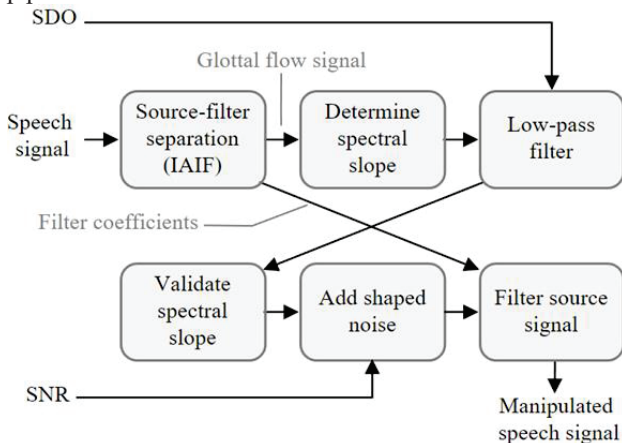 SDO
Glottal flow signal
Speech
signal
Source-filter
separation
(IAIF)
Determine
spectral
slope
Low-pass
filter
Filter coefficients
Validate
spectral
slope
Add shaped
noise
Filter source
signal
SNR
Manipulated
speech signal